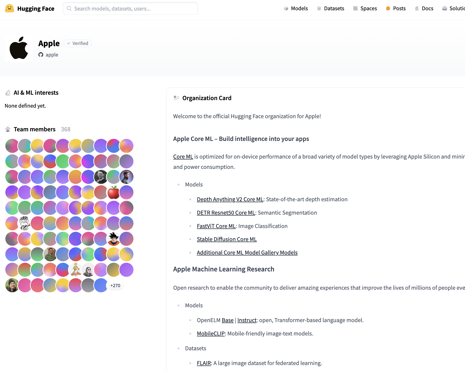 Hugging Face
Search models, datasets, users...
Models
Datasets
Spaces
Posts
Docs
Solutio
Apple
Verified
apple
AI & ML interests
None defined yet.
Team members 368
+270
Organization Card
Welcome to the official Hugging Face organization for Apple!
Apple Core ML – Build intelligence into your apps
Core ML is optimized for on-device performance of a broad variety of model types by leveraging Apple Silicon and minim
and power consumption.
Models
Depth Anything V2 Core ML: State-of-the-art depth estimation
DETR Resnet50 Core ML: Semantic Segmentation
FastViT Core ML: Image Classification
Stable Diffusion Core ML
Additional Core ML Model Gallery Models
Apple Machine Learning Research
Open research to enable the community to deliver amazing experiences that improve the lives of millions of people eve
Models
OpenELM Base | Instruct: open, Transformer-based language model.
MobileCLIP: Mobile-friendly image-text models.
Datasets
FLAIR: A large image dataset for federated learning.